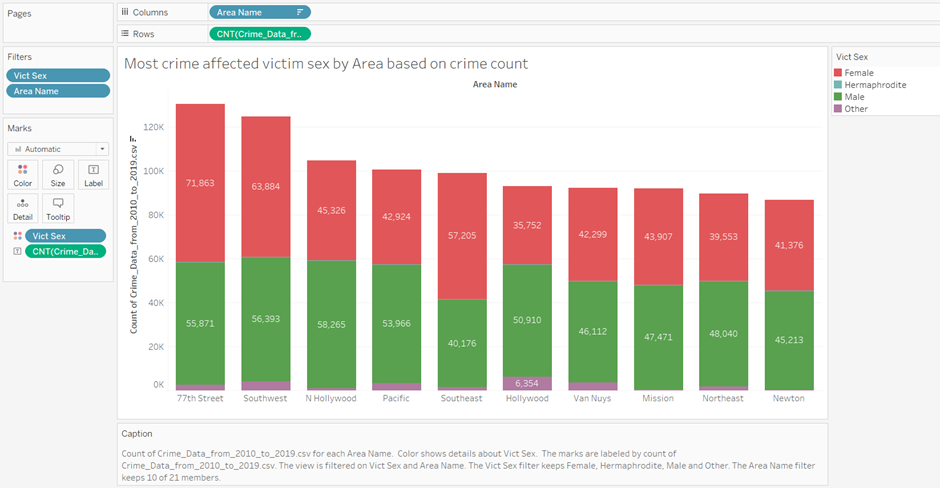 Pages
Columns
Area Name
Rows
CNT(Crime_Data_fr..
Filters
Vict Sex
Area Name
Marks
Automatic
Color
Size
Label
Detail
Tooltip
Vict Sex
CNT(Crime_Da..
Most crime affected victim sex by Area based on crime count
Area Name
Count of Crime_Data_from_2010_to_2019.csv
120K
100K
80K
60K
40K
20K
0K
71,863
63,884
45,326
42,924
57,205
35,752
42,299
43,907
39,553
41,376
55,871
56,393
58,265
53,966
40,176
50,910
46,112
47,471
48,040
45,213
6,354
77th Street
Southwest
N Hollywood
Pacific
Southeast
Hollywood
Van Nuys
Mission
Northeast
Newton
Vict Sex
Female
Hermaphrodite
Male
Other
Caption
Count of Crime_Data_from_2010_to_2019.csv for each Area Name.  Color shows details about Vict Sex.  The marks are labeled by count of
Crime_Data_from_2010_to_2019.csv. The view is filtered on Vict Sex and Area Name. The Vict Sex filter keeps Female, Hermaphrodite, Male and Other. The Area Name filter
keeps 10 of 21 members.